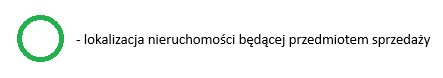 - lokalizacja nieruchomości będącej przedmiotem sprzedaży